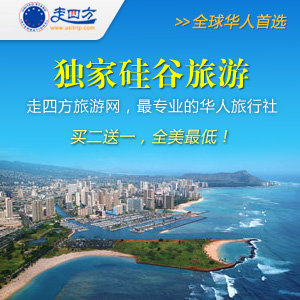 走四方
www.usitrip.com
>> 全球华人首选
独家硅谷旅游
走四方旅游网，最专业的华人旅行社
买二送一，全美最低！